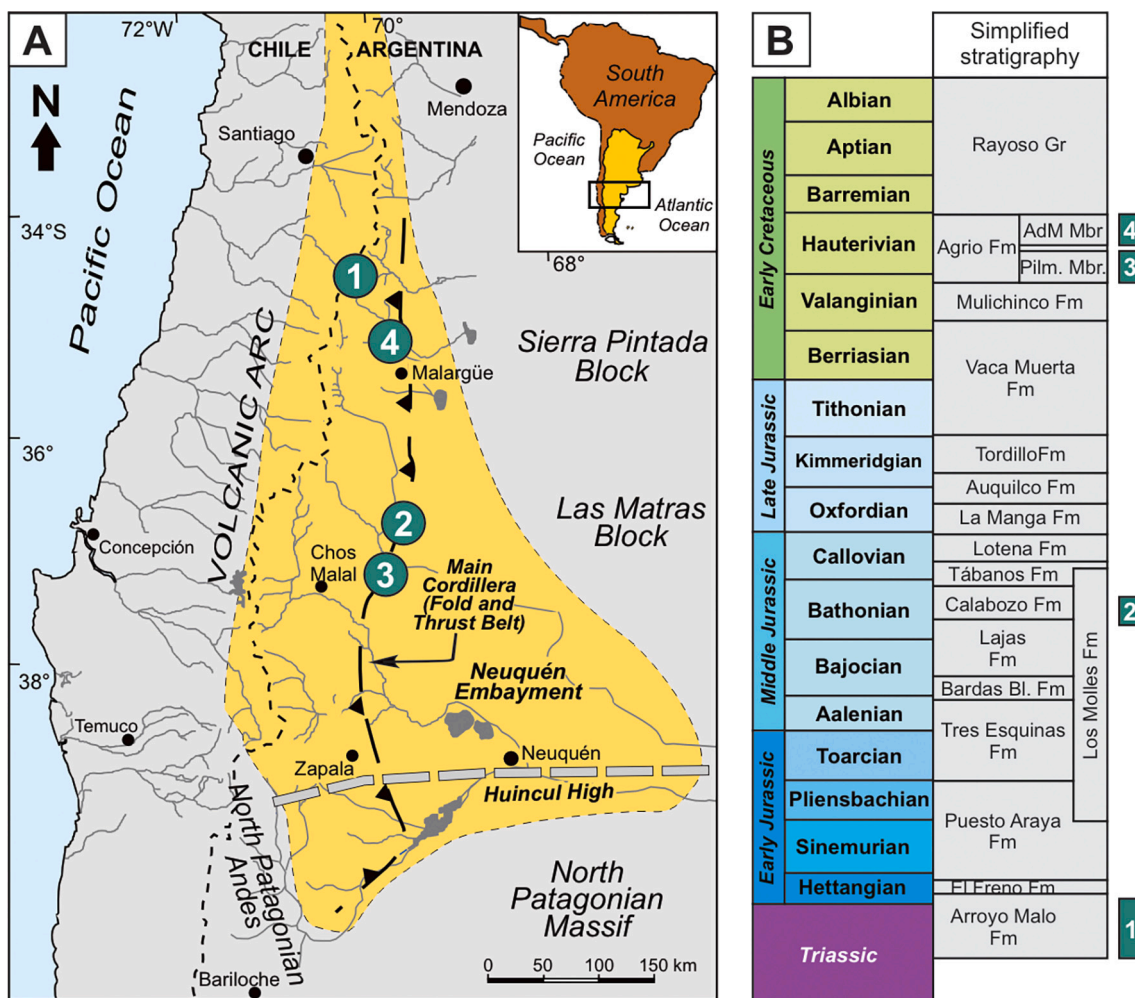 A
72°W
70°
CHILE
ARGENTINA
N
Pacific Ocean
Santiago
Mendoza
South
America
Pacific
Ocean
Atlantic
Ocean
34°S
68°
1
4
Malargüe
Sierra Pintada
Block
VOLCANIC ARC
36°
Las Matras
Block
2
3
Concepción
Chos
Malal
Main
Cordillera
(Fold and
Thrust Belt)
Neuquén
Embayment
38°
Temuco
Zapala
Neuquén
Huincul High
North Patagonian
Andes
North
Patagonian
Massif
Bariloche
0 50 100 150 km
B
Simplified
stratigraphy
Early Cretaceous
Albian
Aptian
Barremian
Hauterivian
Valanginian
Berriasian
Late Jurassic
Tithonian
Kimmeridgian
Oxfordian
Middle Jurassic
Callovian
Bathonian
Bajocian
Aalenian
Early Jurassic
Toarcian
Pliensbachian
Sinemurian
Hettangian
Triassic
Rayoso Gr
Agrio Fm
AdM Mbr
4
Pilm. Mbr.
3
Mulichinco Fm
Vaca Muerta
Fm
TordilloFm
Auquilco Fm
La Manga Fm
Lotena Fm
Tábanos Fm
Calabozo Fm
2
Lajas
Fm
Bardas Bl. Fm
Los Molles Fm
Tres Esquinas
Fm
Puesto Araya
Fm
El Freno Fm
Arroyo Malo
Fm
1